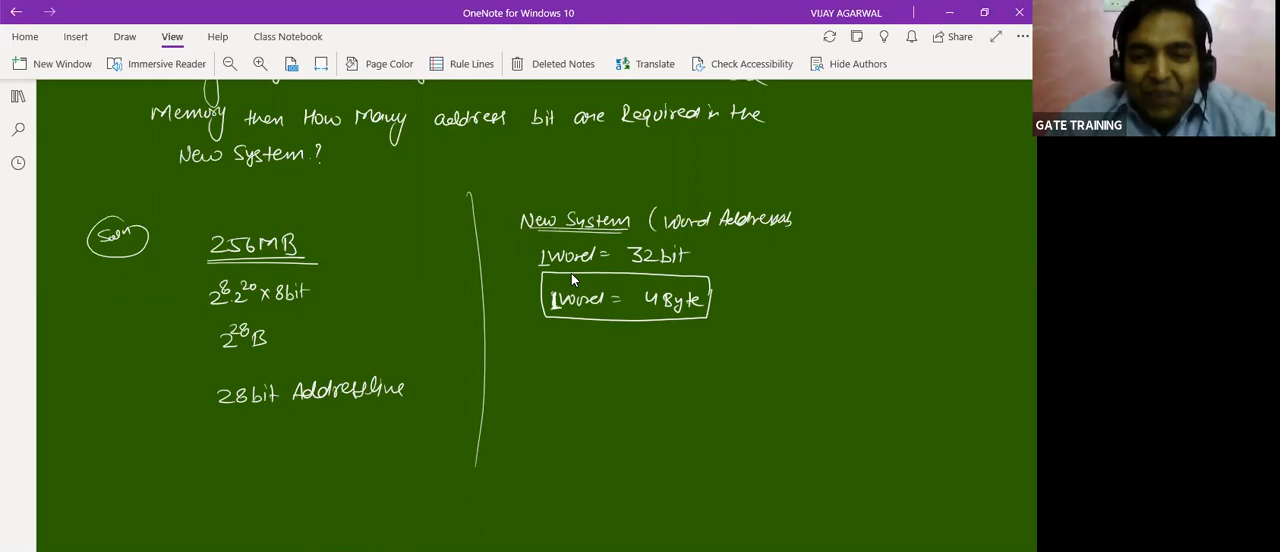 OneNote for Windows 10
VIJAY AGARWAL
Home Insert Draw View Help Class Notebook
Share
New Window Immersive Reader Page Color Rule Lines Deleted Notes Translate Check Accessibility Hide Authors
GATE TRAINING
Memory then How Many address bit are Required in the
New System.?
Soln
256MB
2^8.2^20 x 8bit
2^28 B
28bit Addressline
New System (Word Addressas
1Word = 32bit
1Word = 4Byte